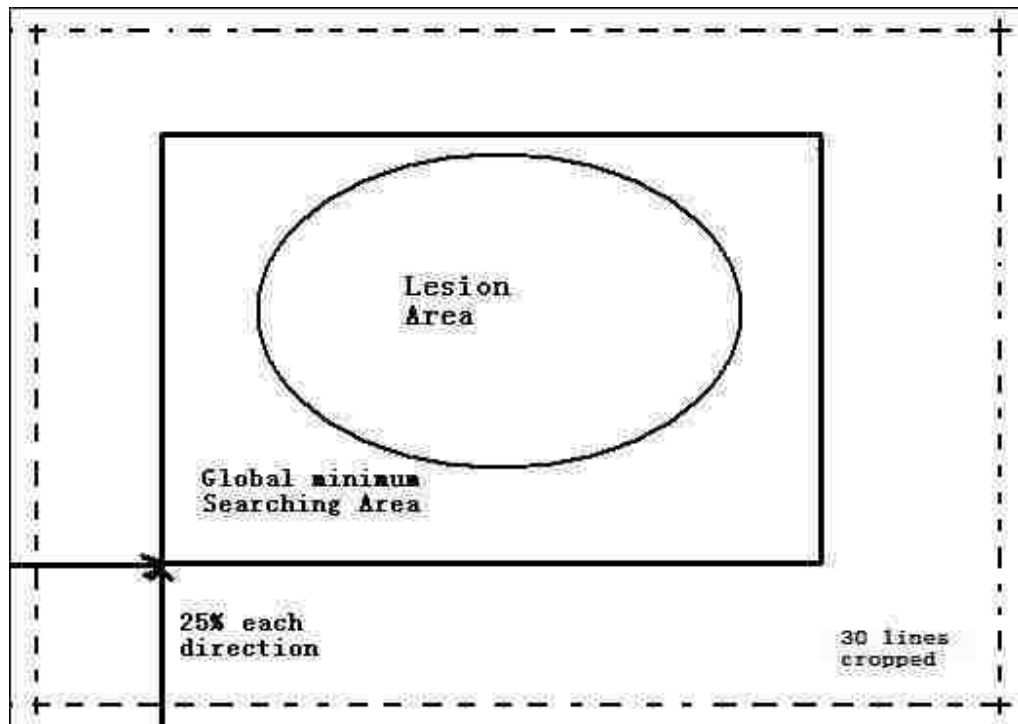 Lesion
Area
Global minimum
Searching Area
25% each
direction
30 lines
cropped